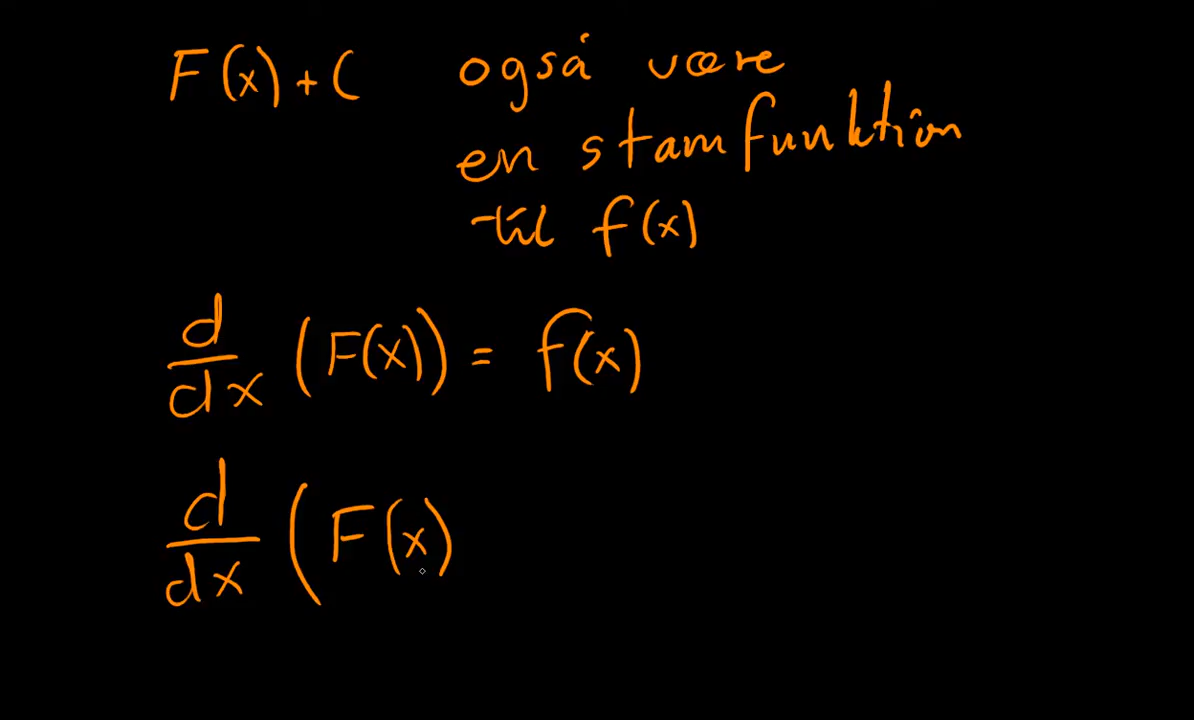 F(x) + C også være
en stamfunktion
til f(x)
d/dx (F(x)) = f(x)
d/dx (F(x)